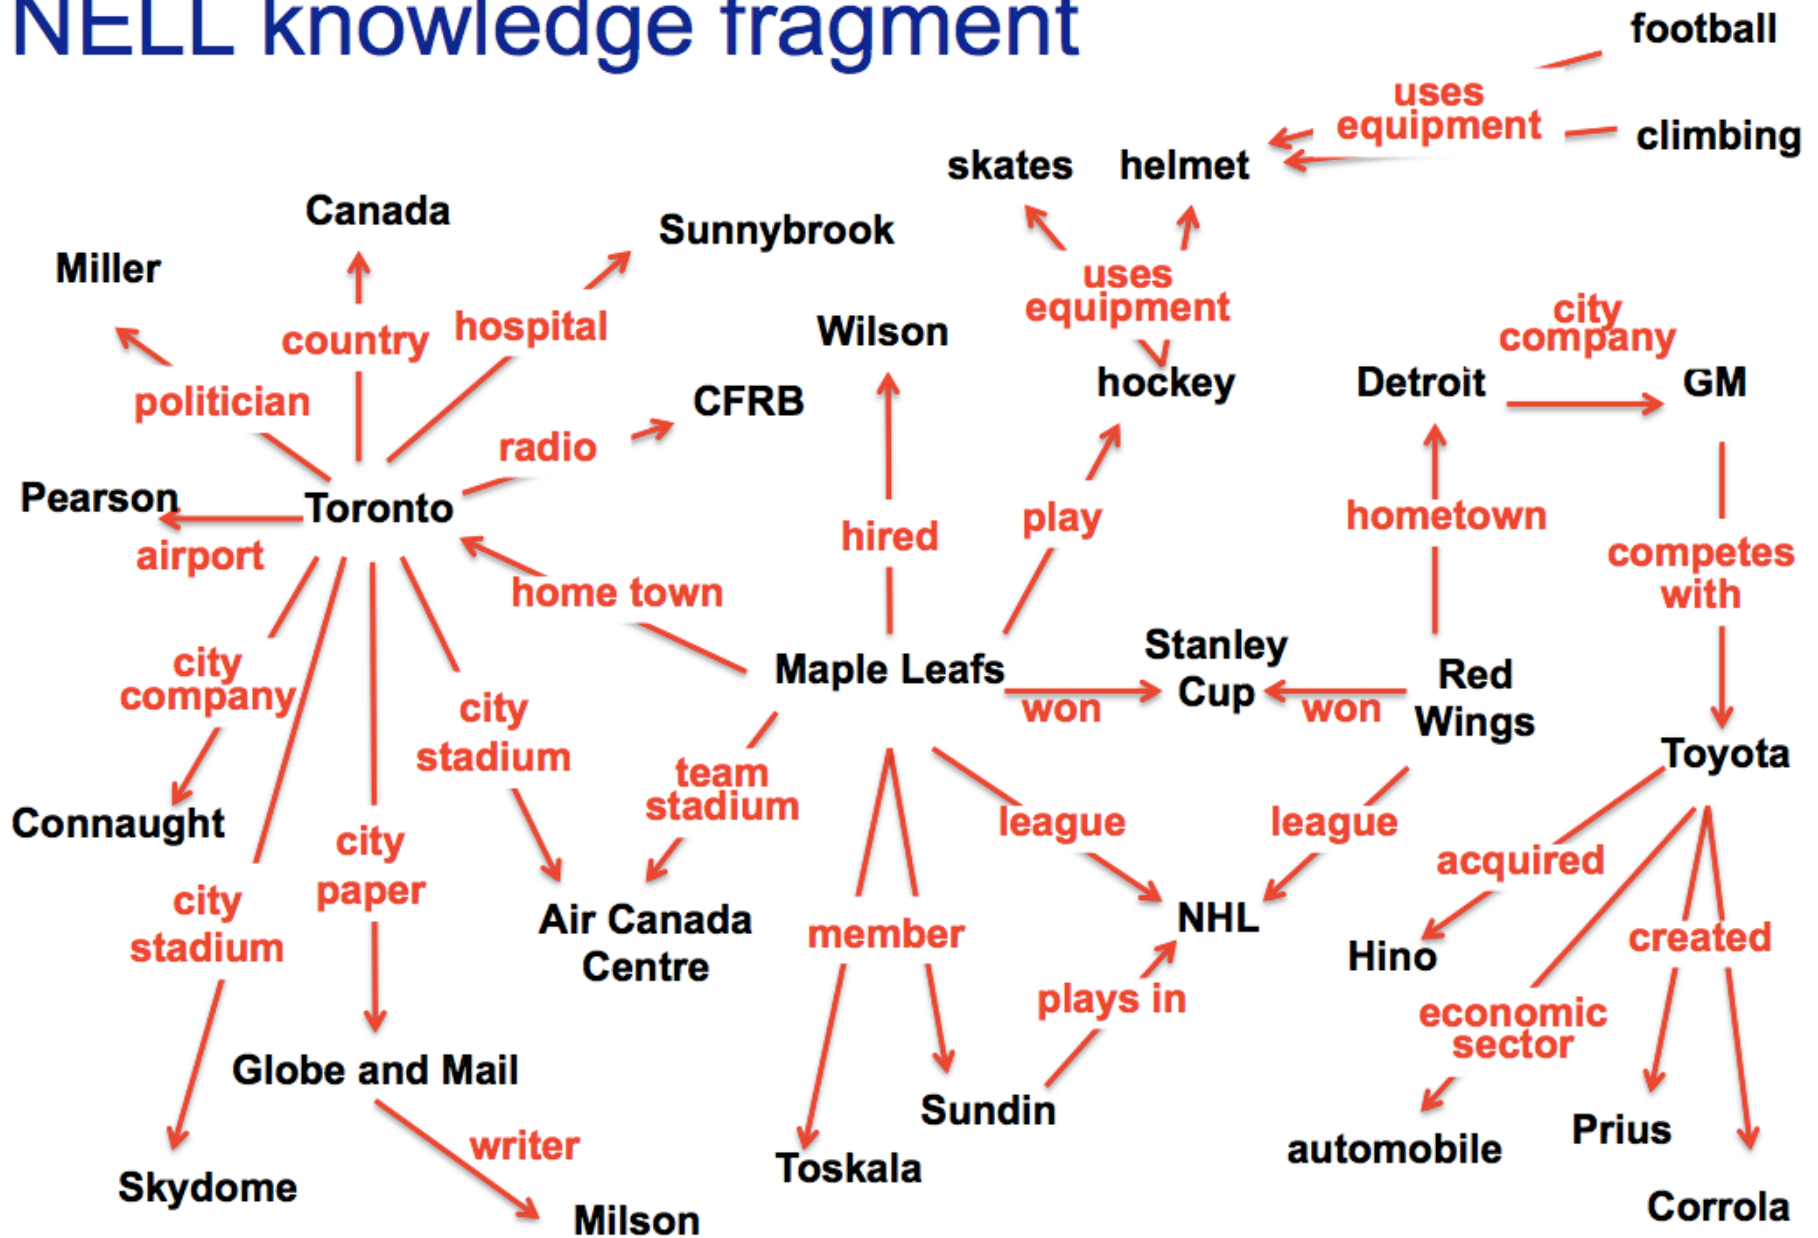 NELL knowledge fragment
football
uses
equipment
climbing
skates
helmet
Canada
Sunnybrook
Miller
uses
equipment
city
company
country
hospital
Wilson
hockey
Detroit
GM
politician
CFRB
radio
Pearson
Toronto
airport
hired
play
hometown
competes
with
home town
Maple Leafs
Stanley
Cup
won
won
Red
Wings
city
company
city
stadium
team
stadium
Toyota
Connaught
city
paper
league
league
acquired
city
stadium
Air Canada
Centre
member
NHL
Hino
created
plays in
economic
sector
Globe and Mail
Sundin
automobile
Prius
writer
Skydome
Toskala
Milson
Corrola